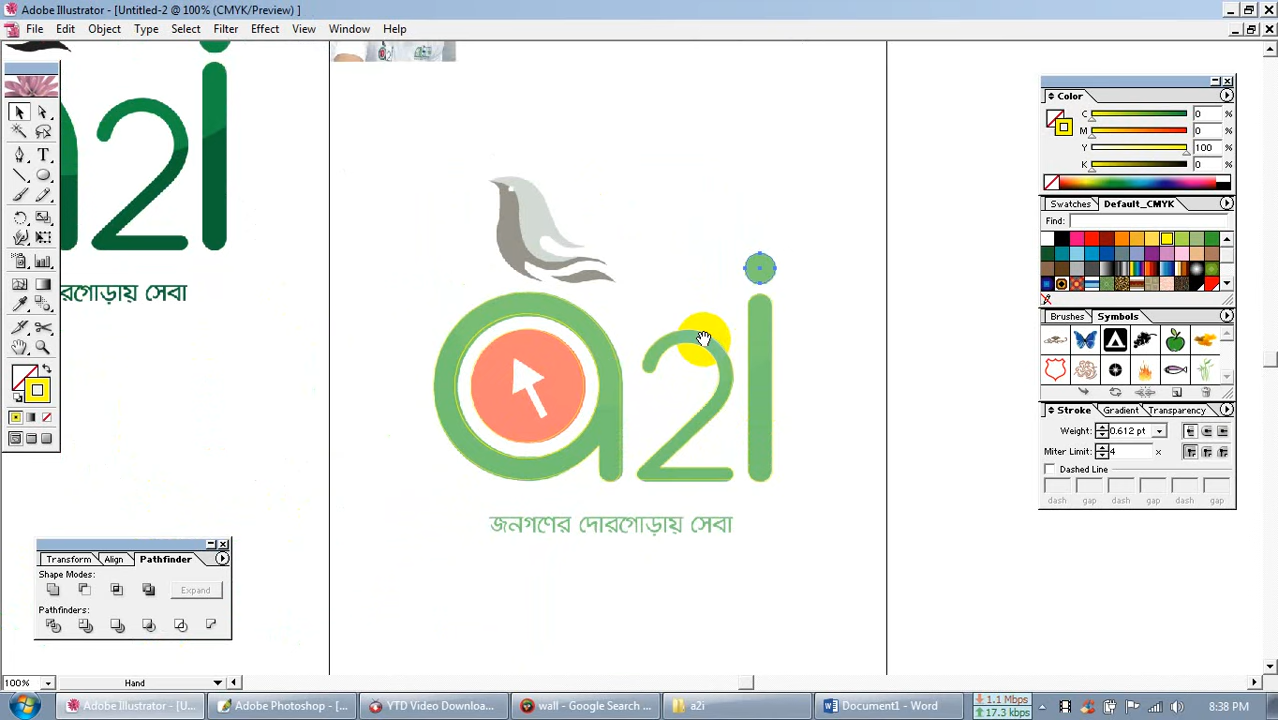 Adobe Illustrator - [Untitled-2 @ 100% (CMYK/Preview) ]
File Edit Object Type Select Filter Effect View Window Help
Color
C 0 %
M 0 %
Y 100 %
K 0 %
Swatches Default_CMYK
Find:
Brushes Symbols
Stroke Gradient Transparency
Weight: 0.612 pt
Miter Limit: 4 x
Dashed Line
dash gap dash gap dash gap
a2i
জনগণের দোরগোড়ায় সেবা
2i
রগোড়ায় সেবা
Transform Align Pathfinder
Shape Modes:
Expand
Pathfinders:
100% Hand
Adobe Illustrator - [U...
Adobe Photoshop - [...
YTD Video Downloa...
wall - Google Search ...
a2i
Document1 - Word
1.1 Mbps
17.3 kbps
8:38 PM